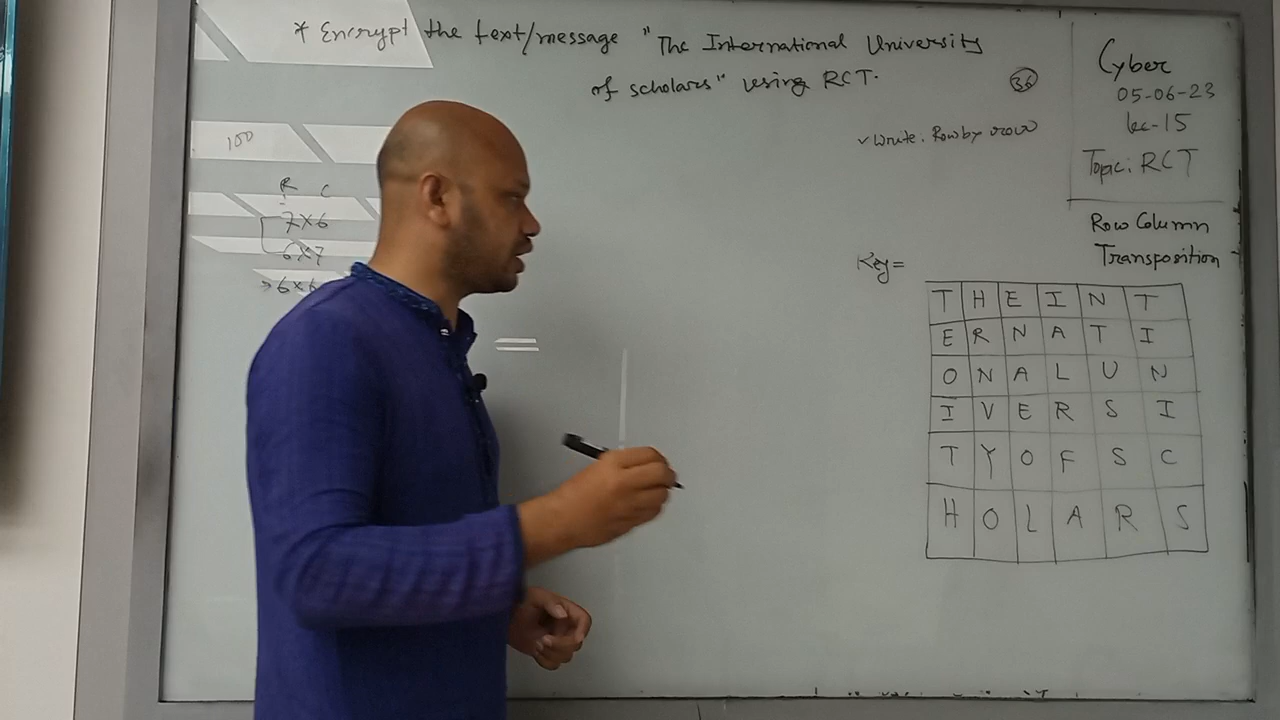 * Encrypt the text/message "The International University
of scholars" using RCT.
36
Cyber
05-06-23
Lec-15
Topic: RCT
✓ Write. Row by row
100
R C
7×6
6×7
6×6
Row Column
Transposition
Key=
T H E I N T
E R N A T I
O N A L U N
I V E R S I
T Y O F S C
H O L A R S